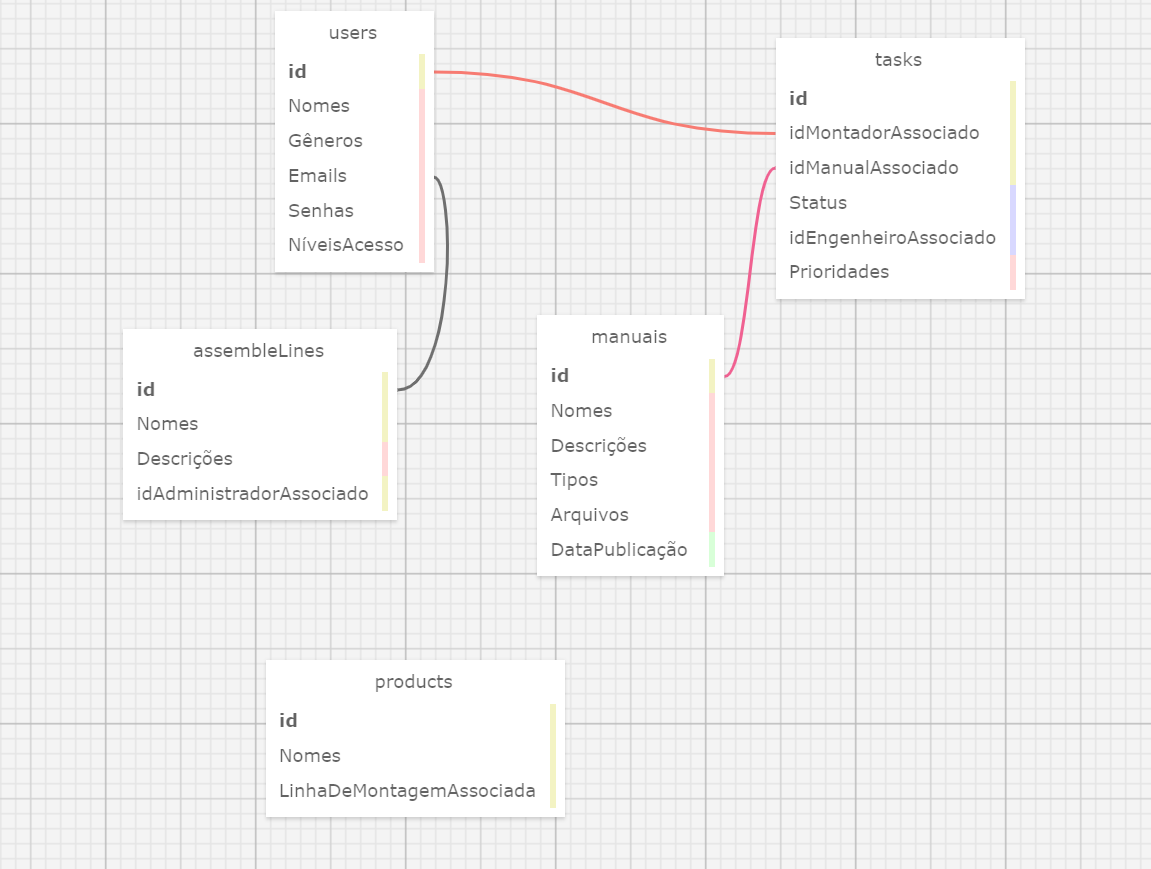 users
id
Nomes
Gêneros
Emails
Senhas
NíveisAcesso
tasks
id
idMontadorAssociado
idManualAssociado
Status
idEngenheiroAssociado
Prioridades
assembleLines
id
Nomes
Descrições
idAdministradorAssociado
manuais
id
Nomes
Descrições
Tipos
Arquivos
DataPublicação
products
id
Nomes
LinhaDeMontagemAssociada